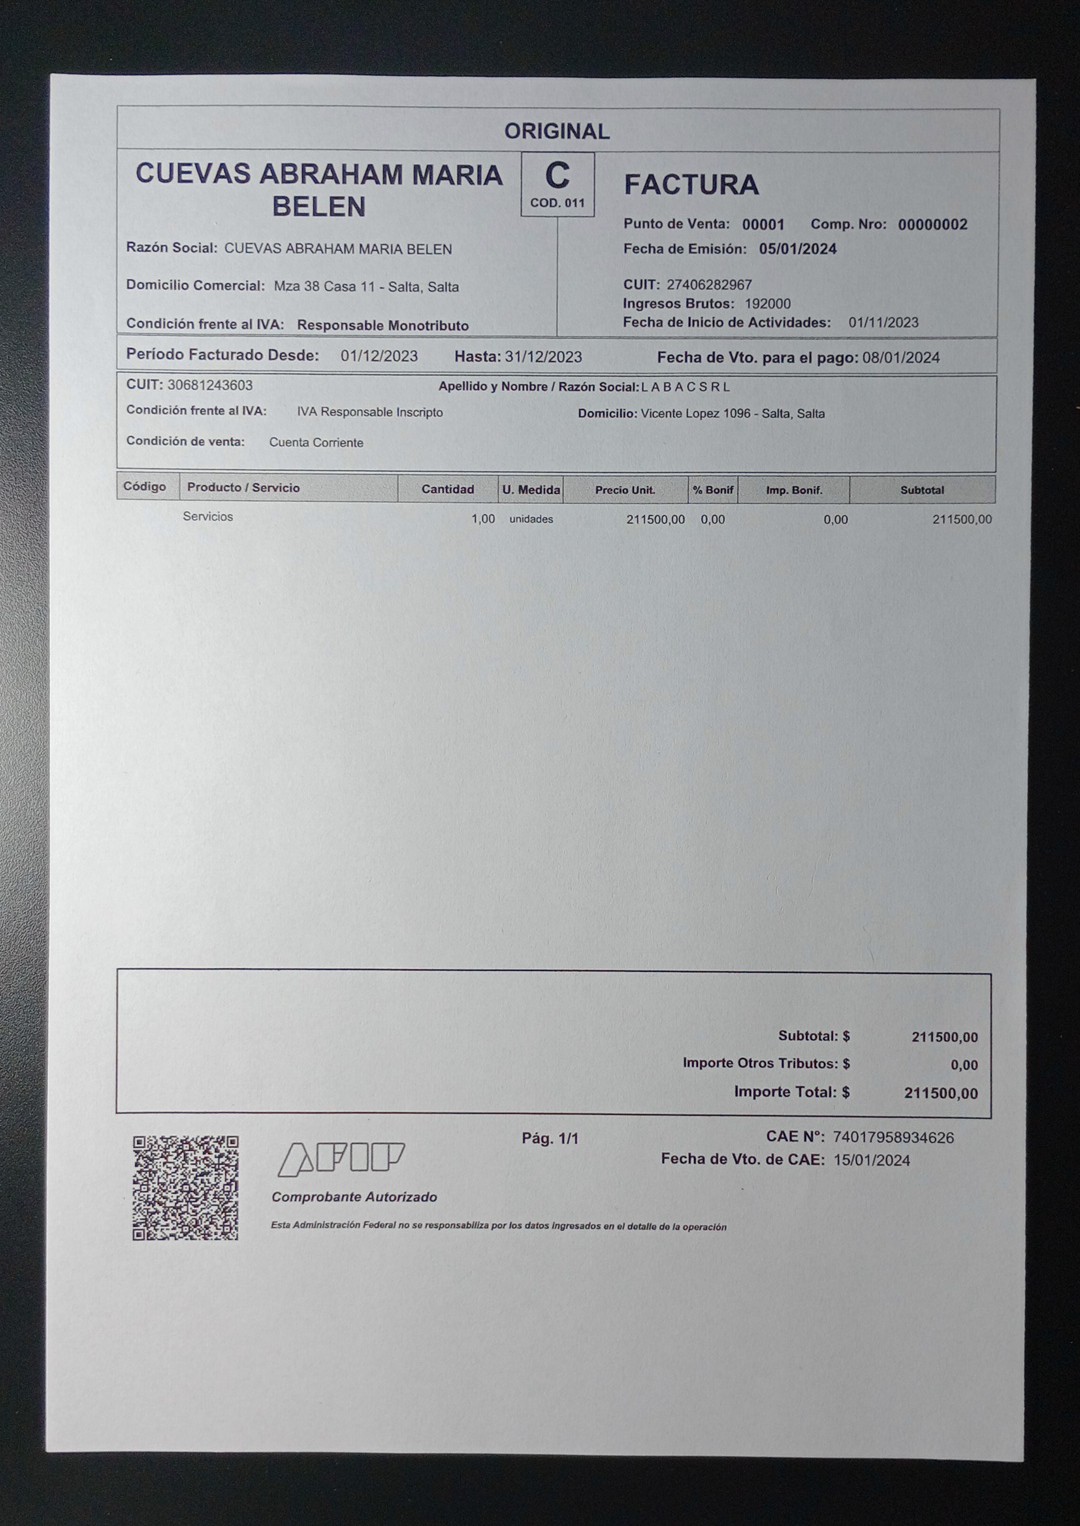 ORIGINAL
CUEVAS ABRAHAM MARIA
BELEN
C
COD. 011
FACTURA
Punto de Venta: 00001 Comp. Nro: 00000002
Fecha de Emisión: 05/01/2024
Razón Social: CUEVAS ABRAHAM MARIA BELEN
Domicilio Comercial: Mza 38 Casa 11 - Salta, Salta
Condición frente al IVA: Responsable Monotributo
CUIT: 27406282967
Ingresos Brutos: 192000
Fecha de Inicio de Actividades: 01/11/2023
Período Facturado Desde: 01/12/2023 Hasta: 31/12/2023 Fecha de Vto. para el pago: 08/01/2024
CUIT: 30681243603 Apellido y Nombre / Razón Social: L A B A C S R L
Condición frente al IVA: IVA Responsable Inscripto Domicilio: Vicente Lopez 1096 - Salta, Salta
Condición de venta: Cuenta Corriente
Código Producto / Servicio Cantidad U. Medida Precio Unit. % Bonif Imp. Bonif. Subtotal
Servicios 1,00 unidades 211500,00 0,00 0,00 211500,00
Subtotal: $ 211500,00
Importe Otros Tributos: $ 0,00
Importe Total: $ 211500,00
AFIP
Comprobante Autorizado
Esta Administración Federal no se responsabiliza por los datos ingresados en el detalle de la operación
Pág. 1/1
CAE N°: 74017958934626
Fecha de Vto. de CAE: 15/01/2024